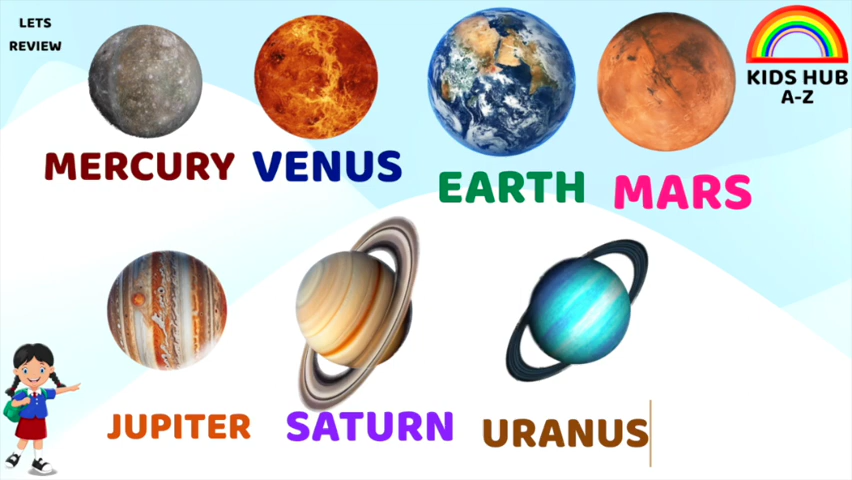 LETS
REVIEW
KIDS HUB
A-Z
MERCURY
VENUS
EARTH
MARS
JUPITER
SATURN
URANUS